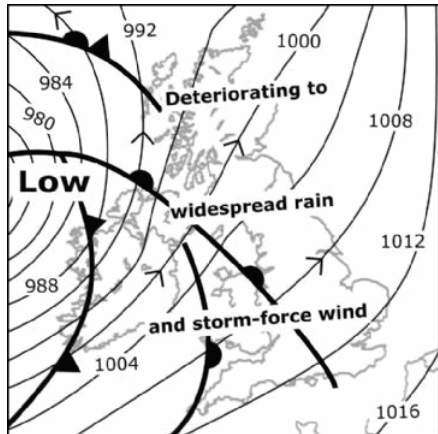 992
1000
984
Deteriorating to
980
1008
Low
widespread rain
1012
988
and storm-force wind
1004
1016